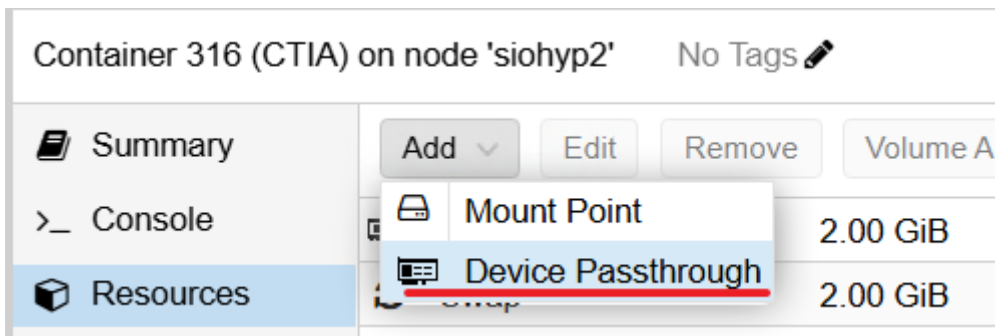 Container 316 (CTIA) on node 'siohyp2' No Tags
Summary
Add Edit Remove Volume A
Mount Point
>_ Console
2.00 GiB
Device Passthrough
Resources
2.00 GiB